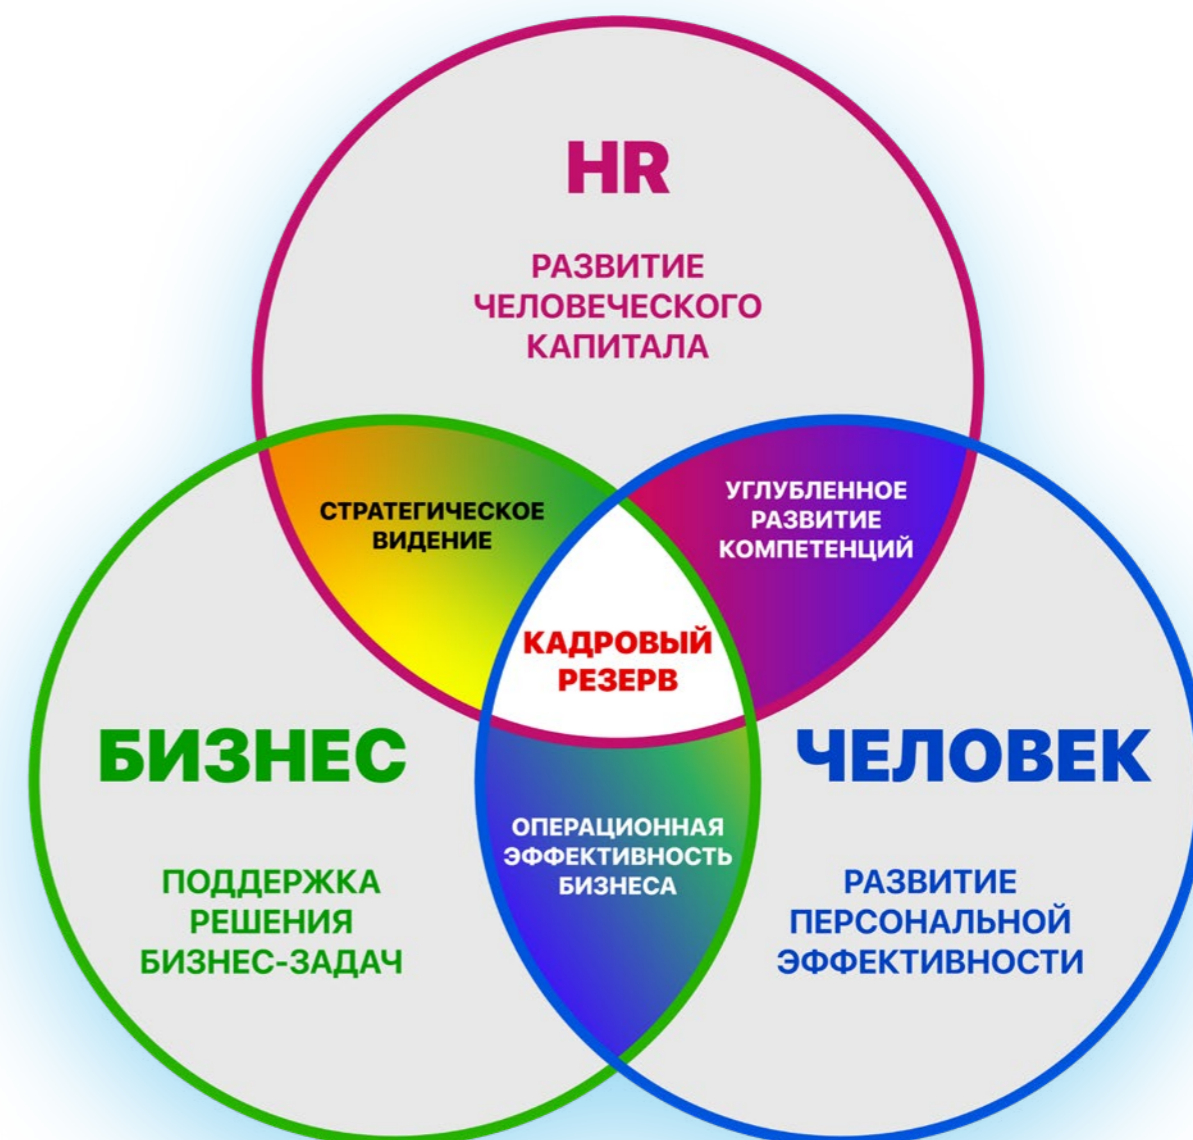 HR
РАЗВИТИЕ
ЧЕЛОВЕЧЕСКОГО
КАПИТАЛА
СТРАТЕГИЧЕСКОЕ
ВИДЕНИЕ
УГЛУБЛЕННОЕ
РАЗВИТИЕ
КОМПЕТЕНЦИЙ
КАДРОВЫЙ
РЕЗЕРВ
БИЗНЕС
ПОДДЕРЖКА
РЕШЕНИЯ
БИЗНЕС-ЗАДАЧ
ОПЕРАЦИОННАЯ
ЭФФЕКТИВНОСТЬ
БИЗНЕСА
ЧЕЛОВЕК
РАЗВИТИЕ
ПЕРСОНАЛЬНОЙ
ЭФФЕКТИВНОСТИ